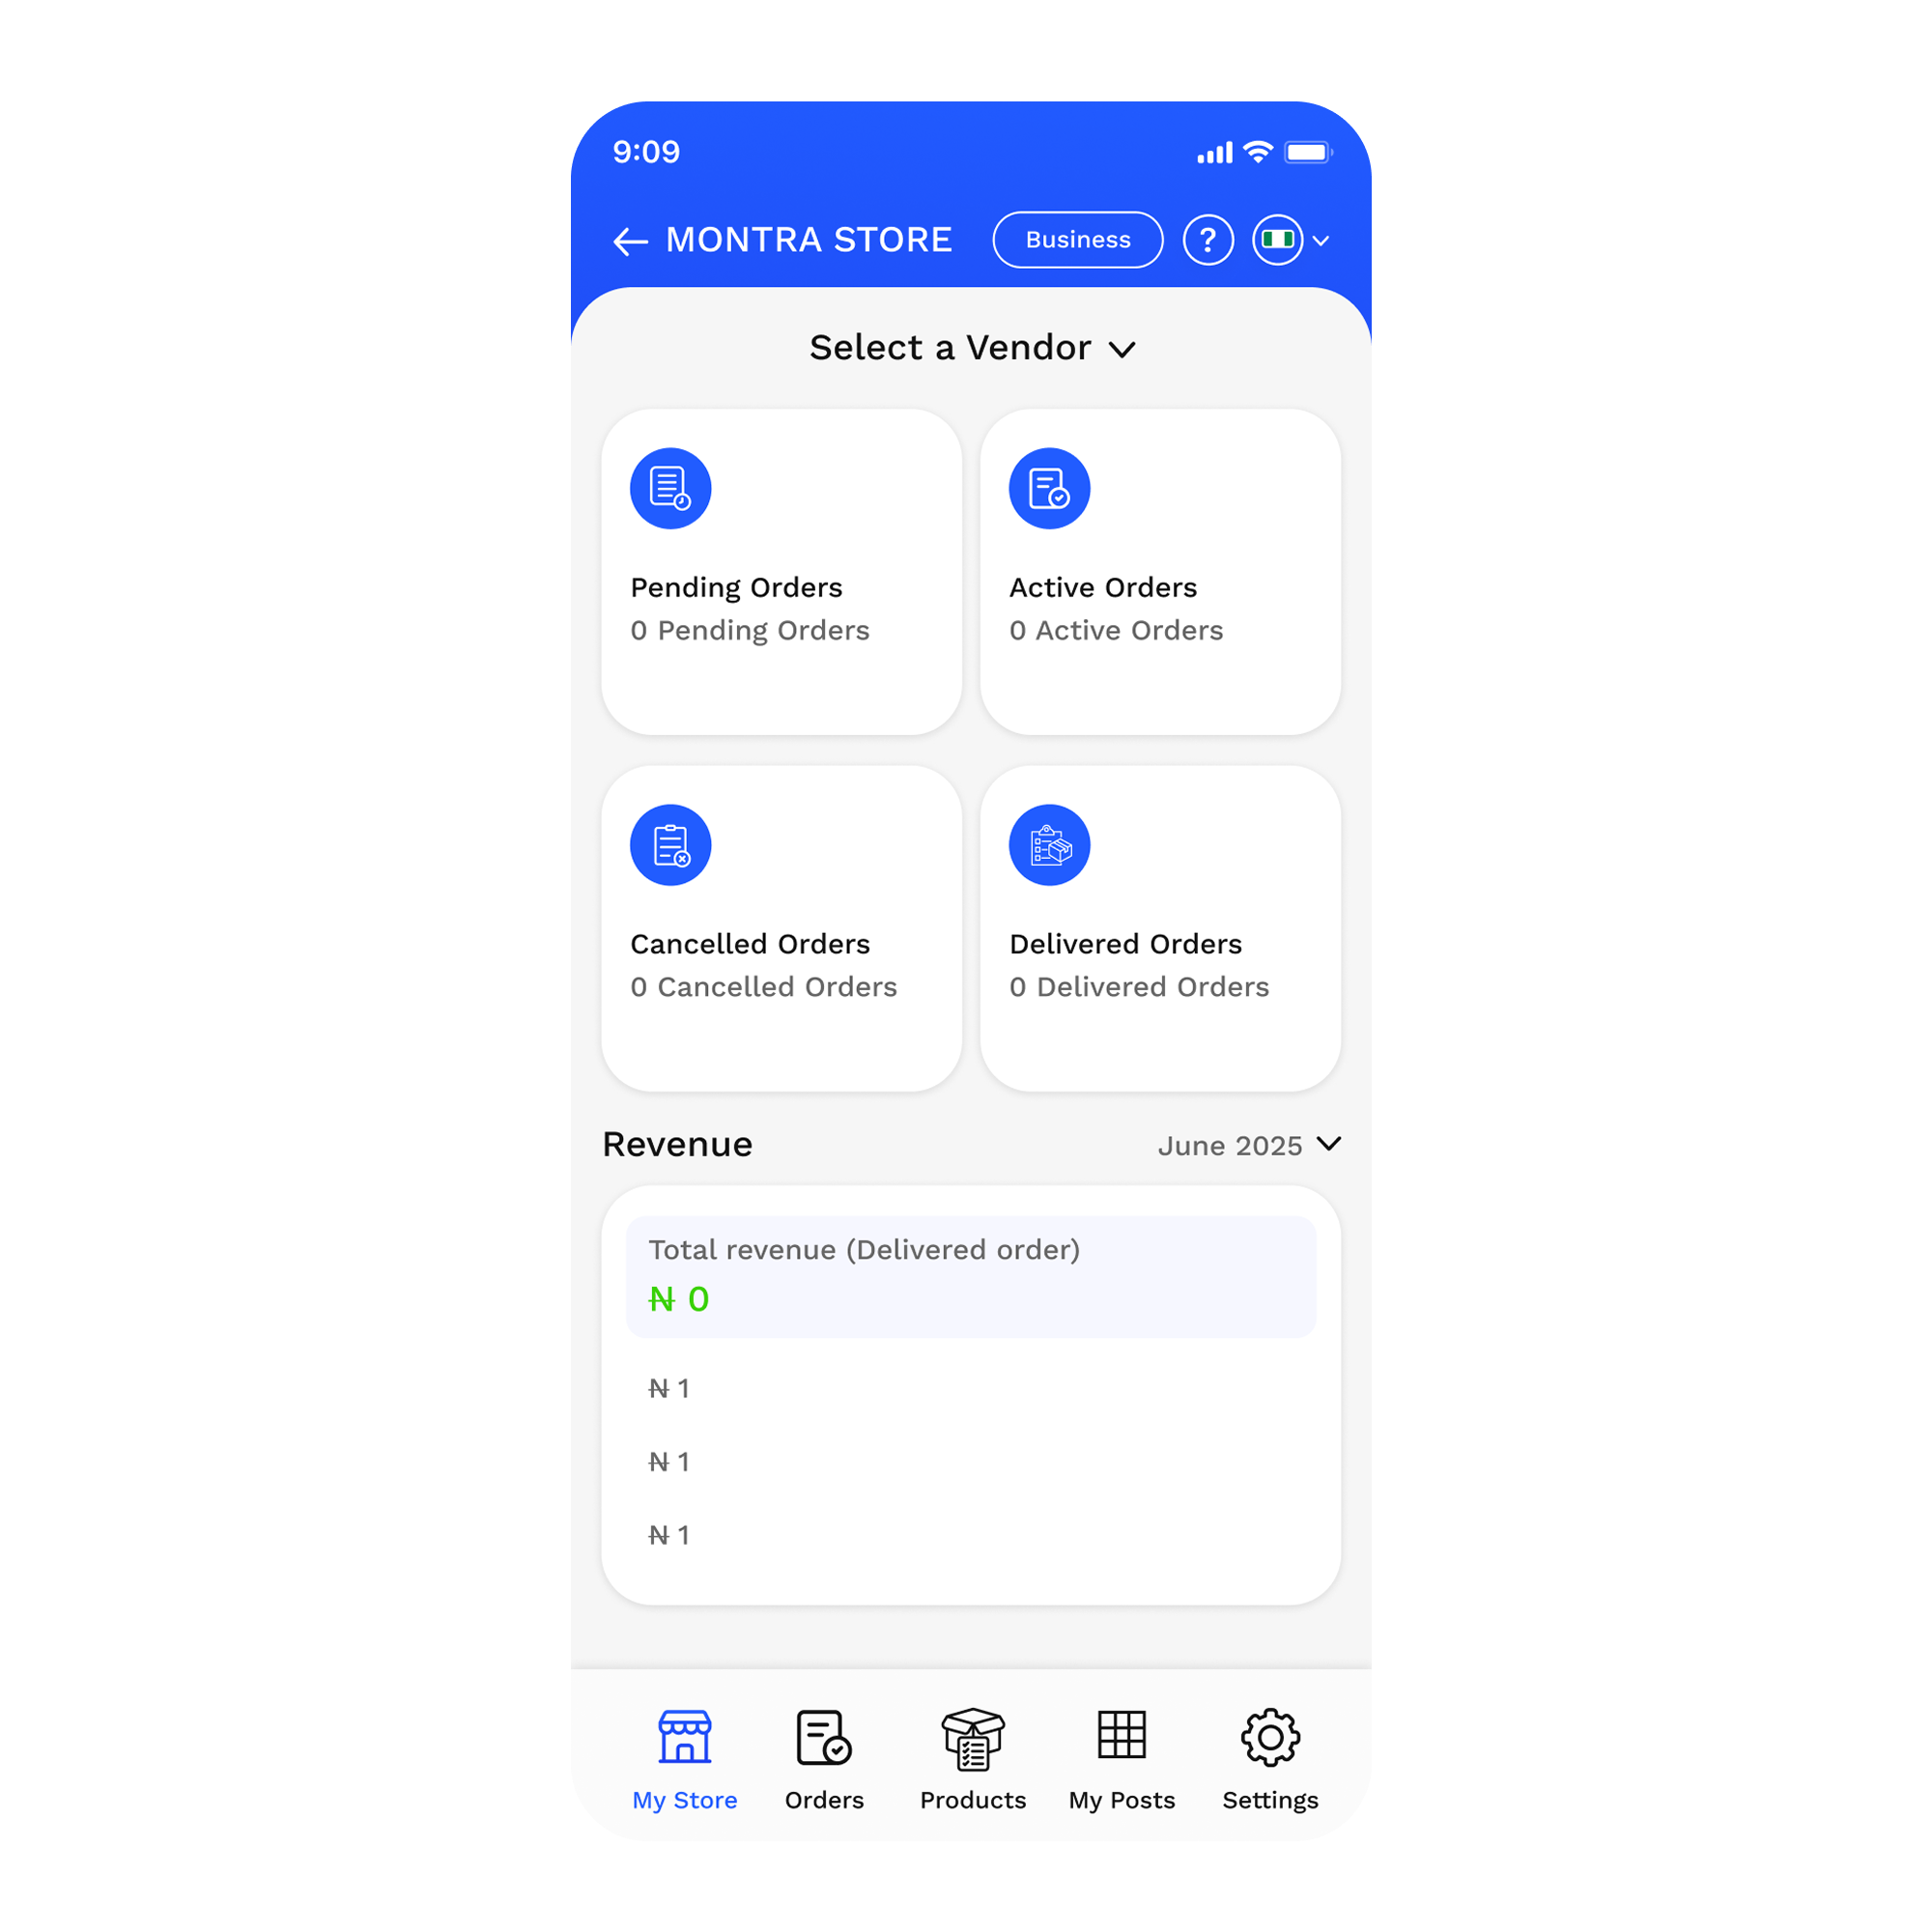 9:09
MONTRA STORE Business ?
Select a Vendor
Pending Orders
0 Pending Orders
Active Orders
0 Active Orders
Cancelled Orders
0 Cancelled Orders
Delivered Orders
0 Delivered Orders
Revenue June 2025
Total revenue (Delivered order)
₦ 0
₦ 1
₦ 1
₦ 1
My Store Orders Products My Posts Settings